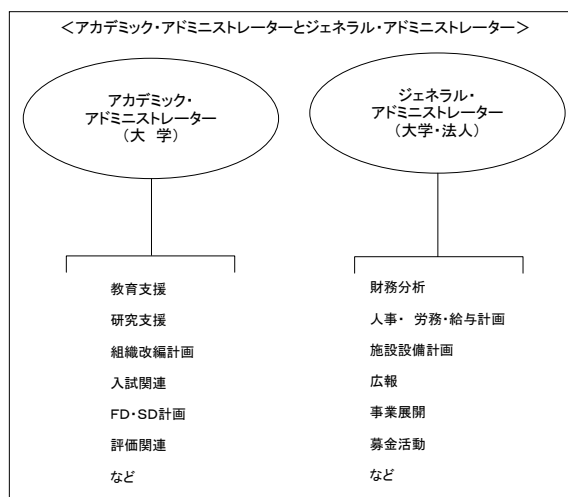 ＜アカデミック・アドミニストレーターとジェネラル・アドミニストレーター＞
アカデミック・
アドミニストレーター
（大　学）
ジェネラル・
アドミニストレーター
（大学・法人）
教育支援
研究支援
組織改編計画
入試関連
FD・SD計画
評価関連
など
財務分析
人事・ 労務・給与計画
施設設備計画
広報
事業展開
募金活動
など